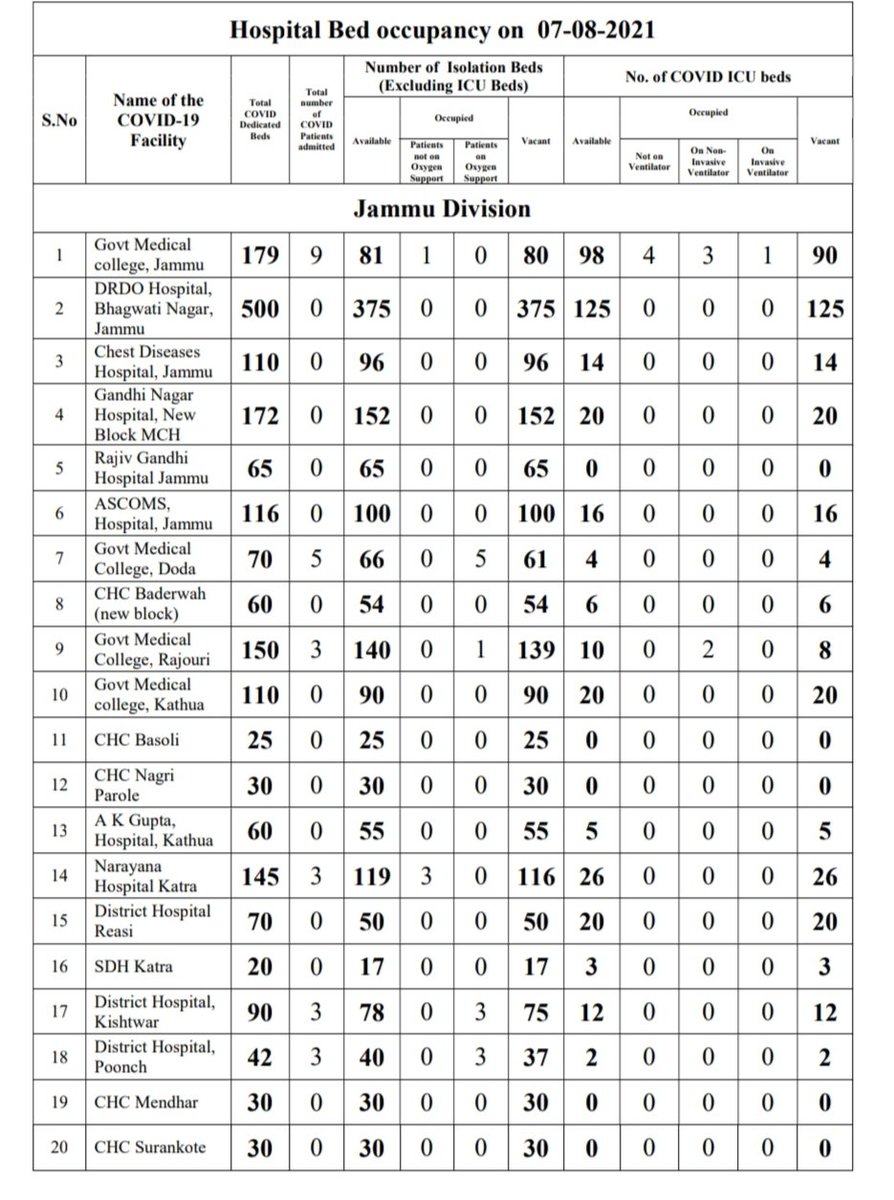 Hospital Bed occupancy on 07-08-2021
S.No
Name of the
COVID-19
Facility
Total
COVID
Dedicated
Beds
Total
number
of
COVID
Patients
admitted
Number of Isolation Beds
(Excluding ICU Beds)
Available
Occupied
Patients
not on
Oxygen
Support
Patients
on
Oxygen
Support
Vacant
No. of COVID ICU beds
Available
Occupied
Not on
Ventilator
On Non-
Invasive
Ventilator
On
Invasive
Ventilator
Vacant
Jammu Division
1 Govt Medical
college, Jammu 179 9 81 1 0 80 98 4 3 1 90
2 DRDO Hospital,
Bhagwati Nagar,
Jammu 500 0 375 0 0 375 125 0 0 0 125
3 Chest Diseases
Hospital, Jammu 110 0 96 0 0 96 14 0 0 0 14
4 Gandhi Nagar
Hospital, New
Block MCH 172 0 152 0 0 152 20 0 0 0 20
5 Rajiv Gandhi
Hospital Jammu 65 0 65 0 0 65 0 0 0 0 0
6 ASCOMS,
Hospital, Jammu 116 0 100 0 0 100 16 0 0 0 16
7 Govt Medical
College, Doda 70 5 66 0 5 61 4 0 0 0 4
8 CHC Baderwah
(new block) 60 0 54 0 0 54 6 0 0 0 6
9 Govt Medical
College, Rajouri 150 3 140 0 1 139 10 0 2 0 8
10 Govt Medical
college, Kathua 110 0 90 0 0 90 20 0 0 0 20
11 CHC Basoli 25 0 25 0 0 25 0 0 0 0 0
12 CHC Nagri
Parole 30 0 30 0 0 30 0 0 0 0 0
13 A K Gupta,
Hospital, Kathua 60 0 55 0 0 55 5 0 0 0 5
14 Narayana
Hospital Katra 145 3 119 3 0 116 26 0 0 0 26
15 District Hospital
Reasi 70 0 50 0 0 50 20 0 0 0 20
16 SDH Katra 20 0 17 0 0 17 3 0 0 0 3
17 District Hospital,
Kishtwar 90 3 78 0 3 75 12 0 0 0 12
18 District Hospital,
Poonch 42 3 40 0 3 37 2 0 0 0 2
19 CHC Mendhar 30 0 30 0 0 30 0 0 0 0 0
20 CHC Surankote 30 0 30 0 0 30 0 0 0 0 0